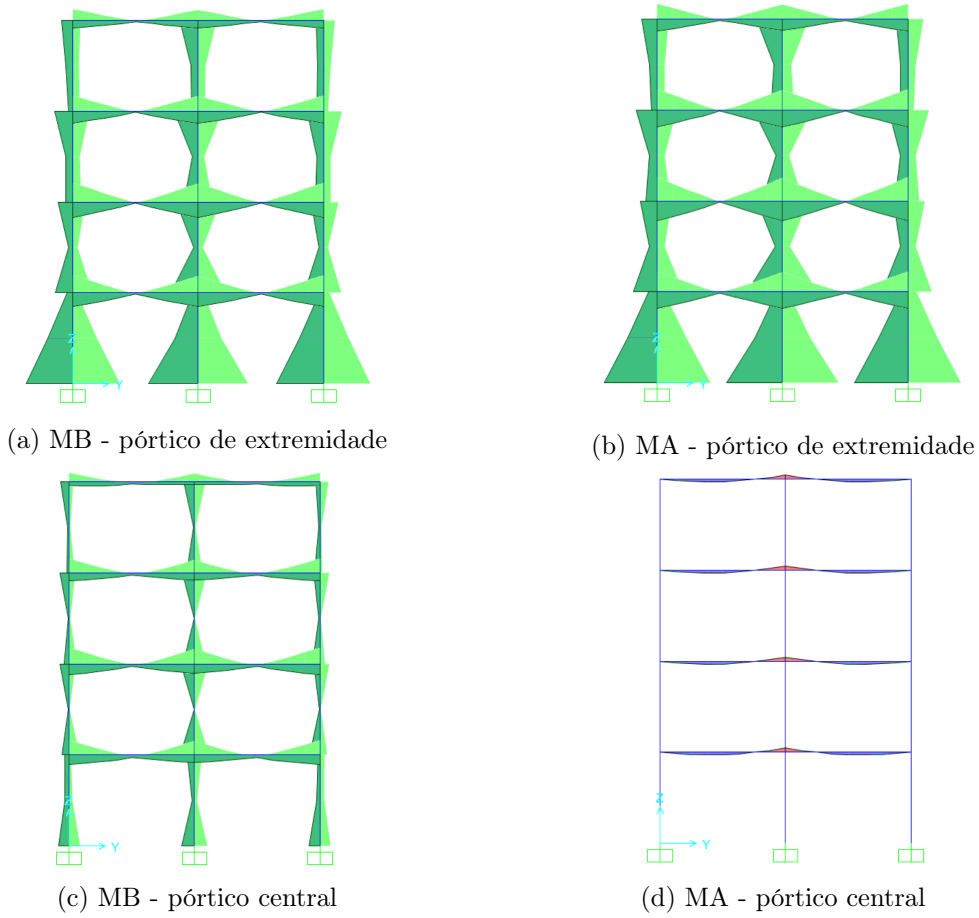 Z
Y
Z
(a) MB - pórtico de extremidade
(b) MA - pórtico de extremidade
Z
Y
Z
Y
(c) MB - pórtico central
(d) MA - pórtico central